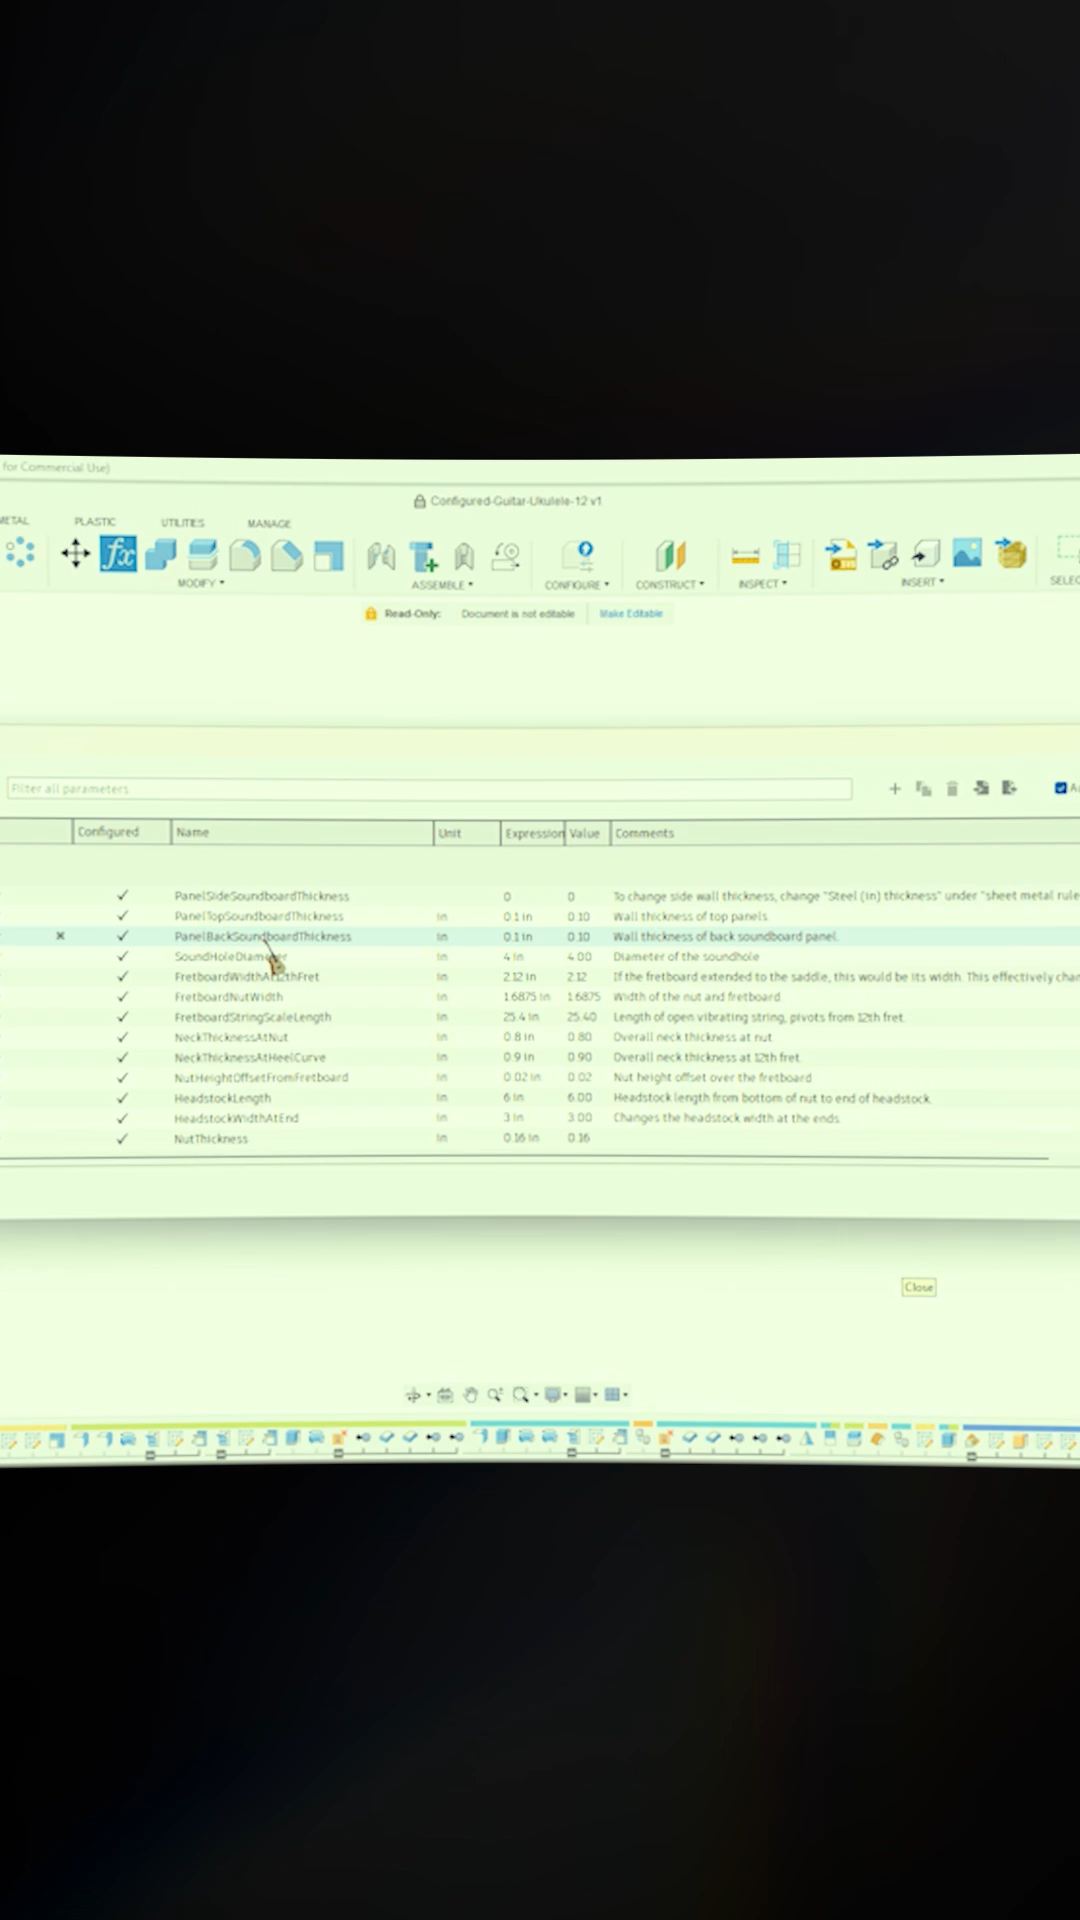 for Commercial Use)
Configured-Guitar-Ukulele-12 v1
METAL PLASTIC UTILITIES MANAGE
fx
MODIFY ASSEMBLE CONFIGURE CONSTRUCT INSPECT INSERT SELEC
Read-Only: Document is not editable Make Editable
Filter all parameters
Configured Name Unit Expression Value Comments
PanelSideSoundboardThickness 0 0 To change side wall thickness, change "Steel (in) thickness" under "sheet metal rule
PanelTopSoundboardThickness in 0.1 in 0.10 Wall thickness of top panels
PanelBackSoundboardThickness in 0.1 in 0.10 Wall thickness of back soundboard panel.
SoundHoleDiameter in 4 in 4.00 Diameter of the soundhole
FretboardWidthAt12thFret in 2.12 in 2.12 If the fretboard extended to the saddle, this would be its width. This effectively chan
FretboardNutWidth in 1.6875 in 1.6875 Width of the nut and fretboard
FretboardStringScaleLength in 25.4 in 25.40 Length of open vibrating string, pivots from 12th fret.
NeckThicknessAtNut in 0.8 in 0.80 Overall neck thickness at nut
NeckThicknessAtHeelCurve in 0.9 in 0.90 Overall neck thickness at 12th fret.
NutHeightOffsetFromFretboard in 0.02 in 0.02 Nut height offset over the fretboard
HeadstockLength in 6 in 6.00 Headstock length from bottom of nut to end of headstock.
HeadstockWidthAtEnd in 3 in 3.00 Changes the headstock width at the ends
NutThickness in 0.16 in 0.16
Close